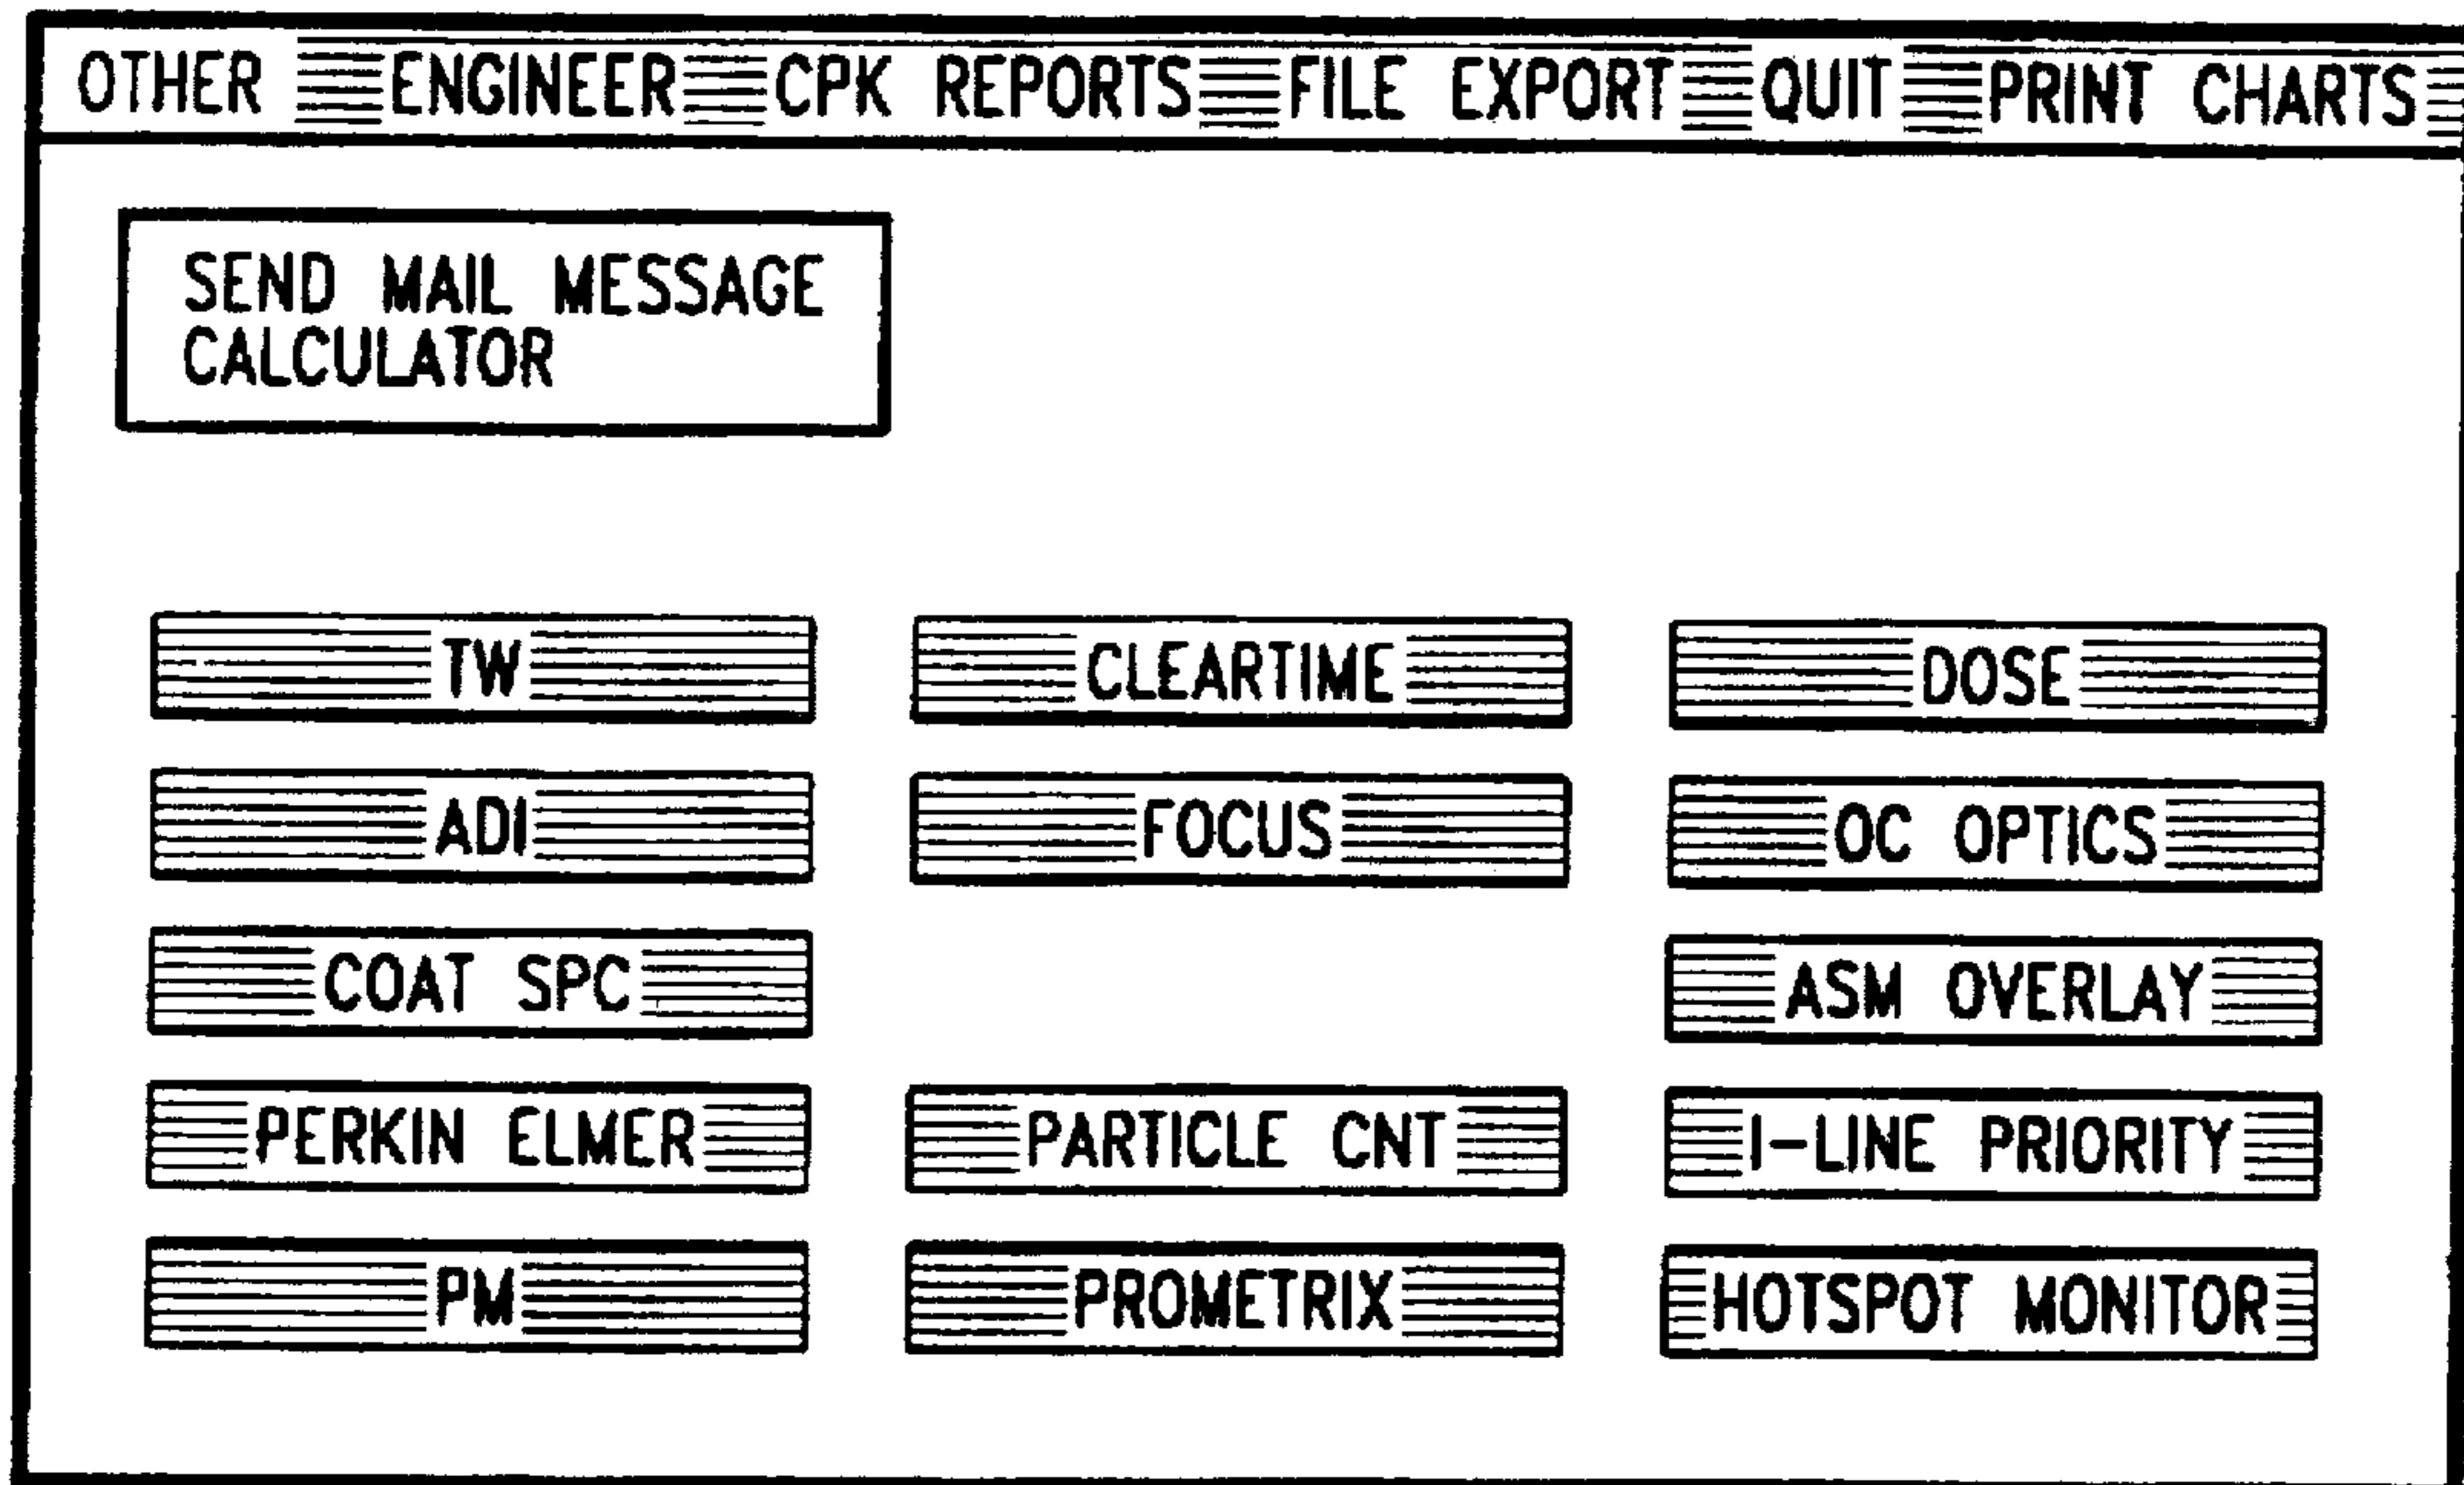 OTHER ENGINEER CPK REPORTS FILE EXPORT QUIT PRINT CHARTS
SEND MAIL MESSAGE
CALCULATOR
TW CLEARTIME DOSE
ADI FOCUS OC OPTICS
COAT SPC ASM OVERLAY
PERKIN ELMER PARTICLE CNT I-LINE PRIORITY
PM PROMETRIX HOTSPOT MONITOR